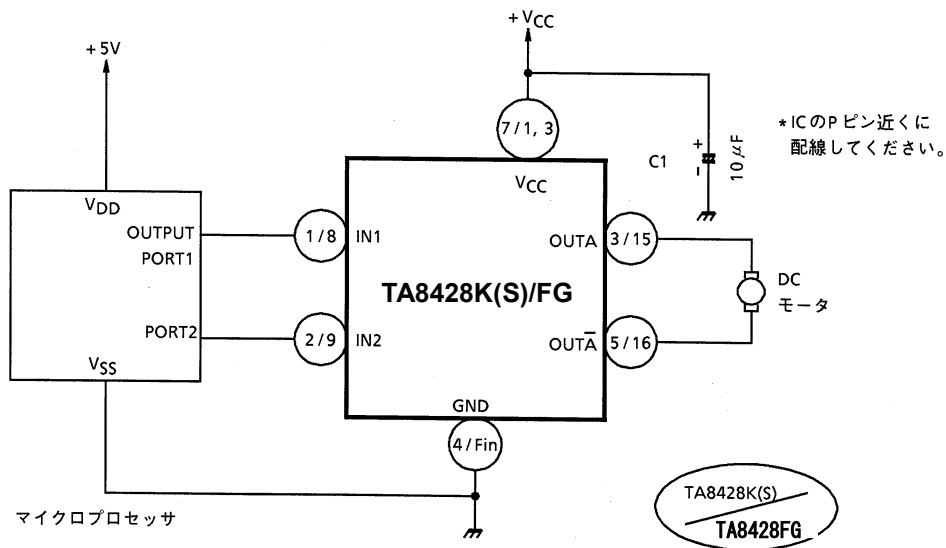 +VCC
+5V
7/1, 3
*ICのPピン近くに
配線してください。
C1
+
-
10μF
VCC
VDD
OUTPUT
PORT1
1/8
IN1
OUTA
3/15
TA8428K(S)/FG
DC
モータ
PORT2
2/9
IN2
OUTA̅
5/16
VSS
GND
4/Fin
マイクロプロセッサ
TA8428K(S)
TA8428FG